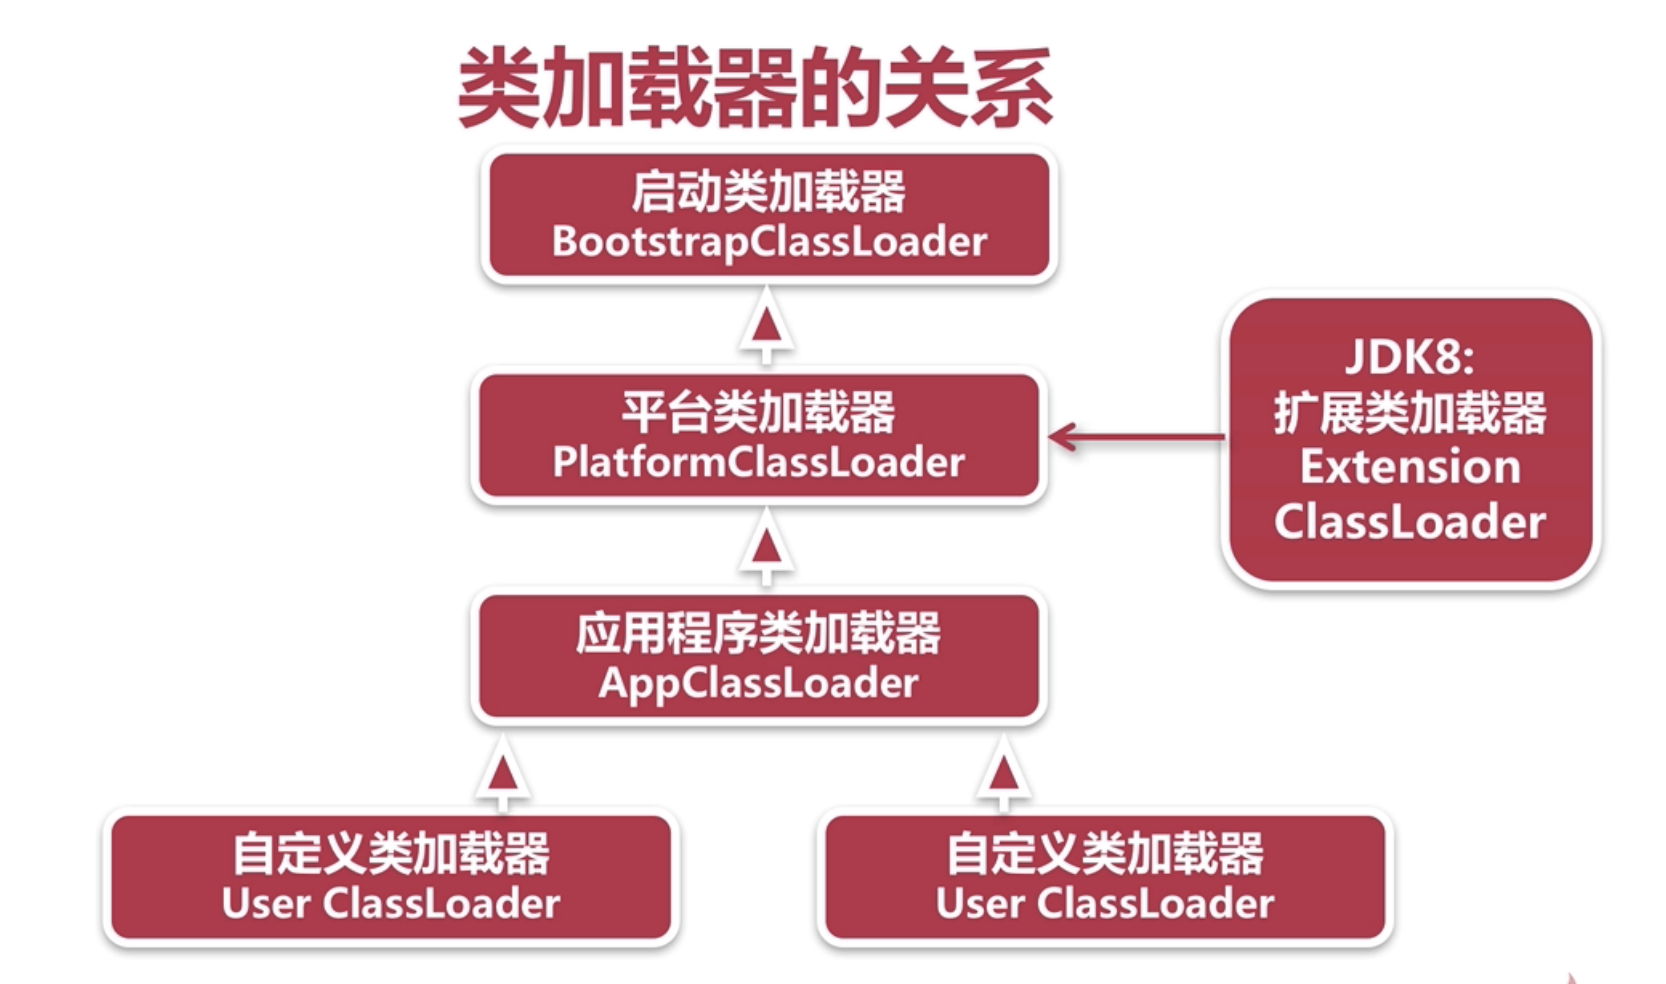 类加载器的关系
启动类加载器
BootstrapClassLoader
平台类加载器
PlatformClassLoader
JDK8:
扩展类加载器
Extension
ClassLoader
应用程序类加载器
AppClassLoader
自定义类加载器
User ClassLoader
自定义类加载器
User ClassLoader